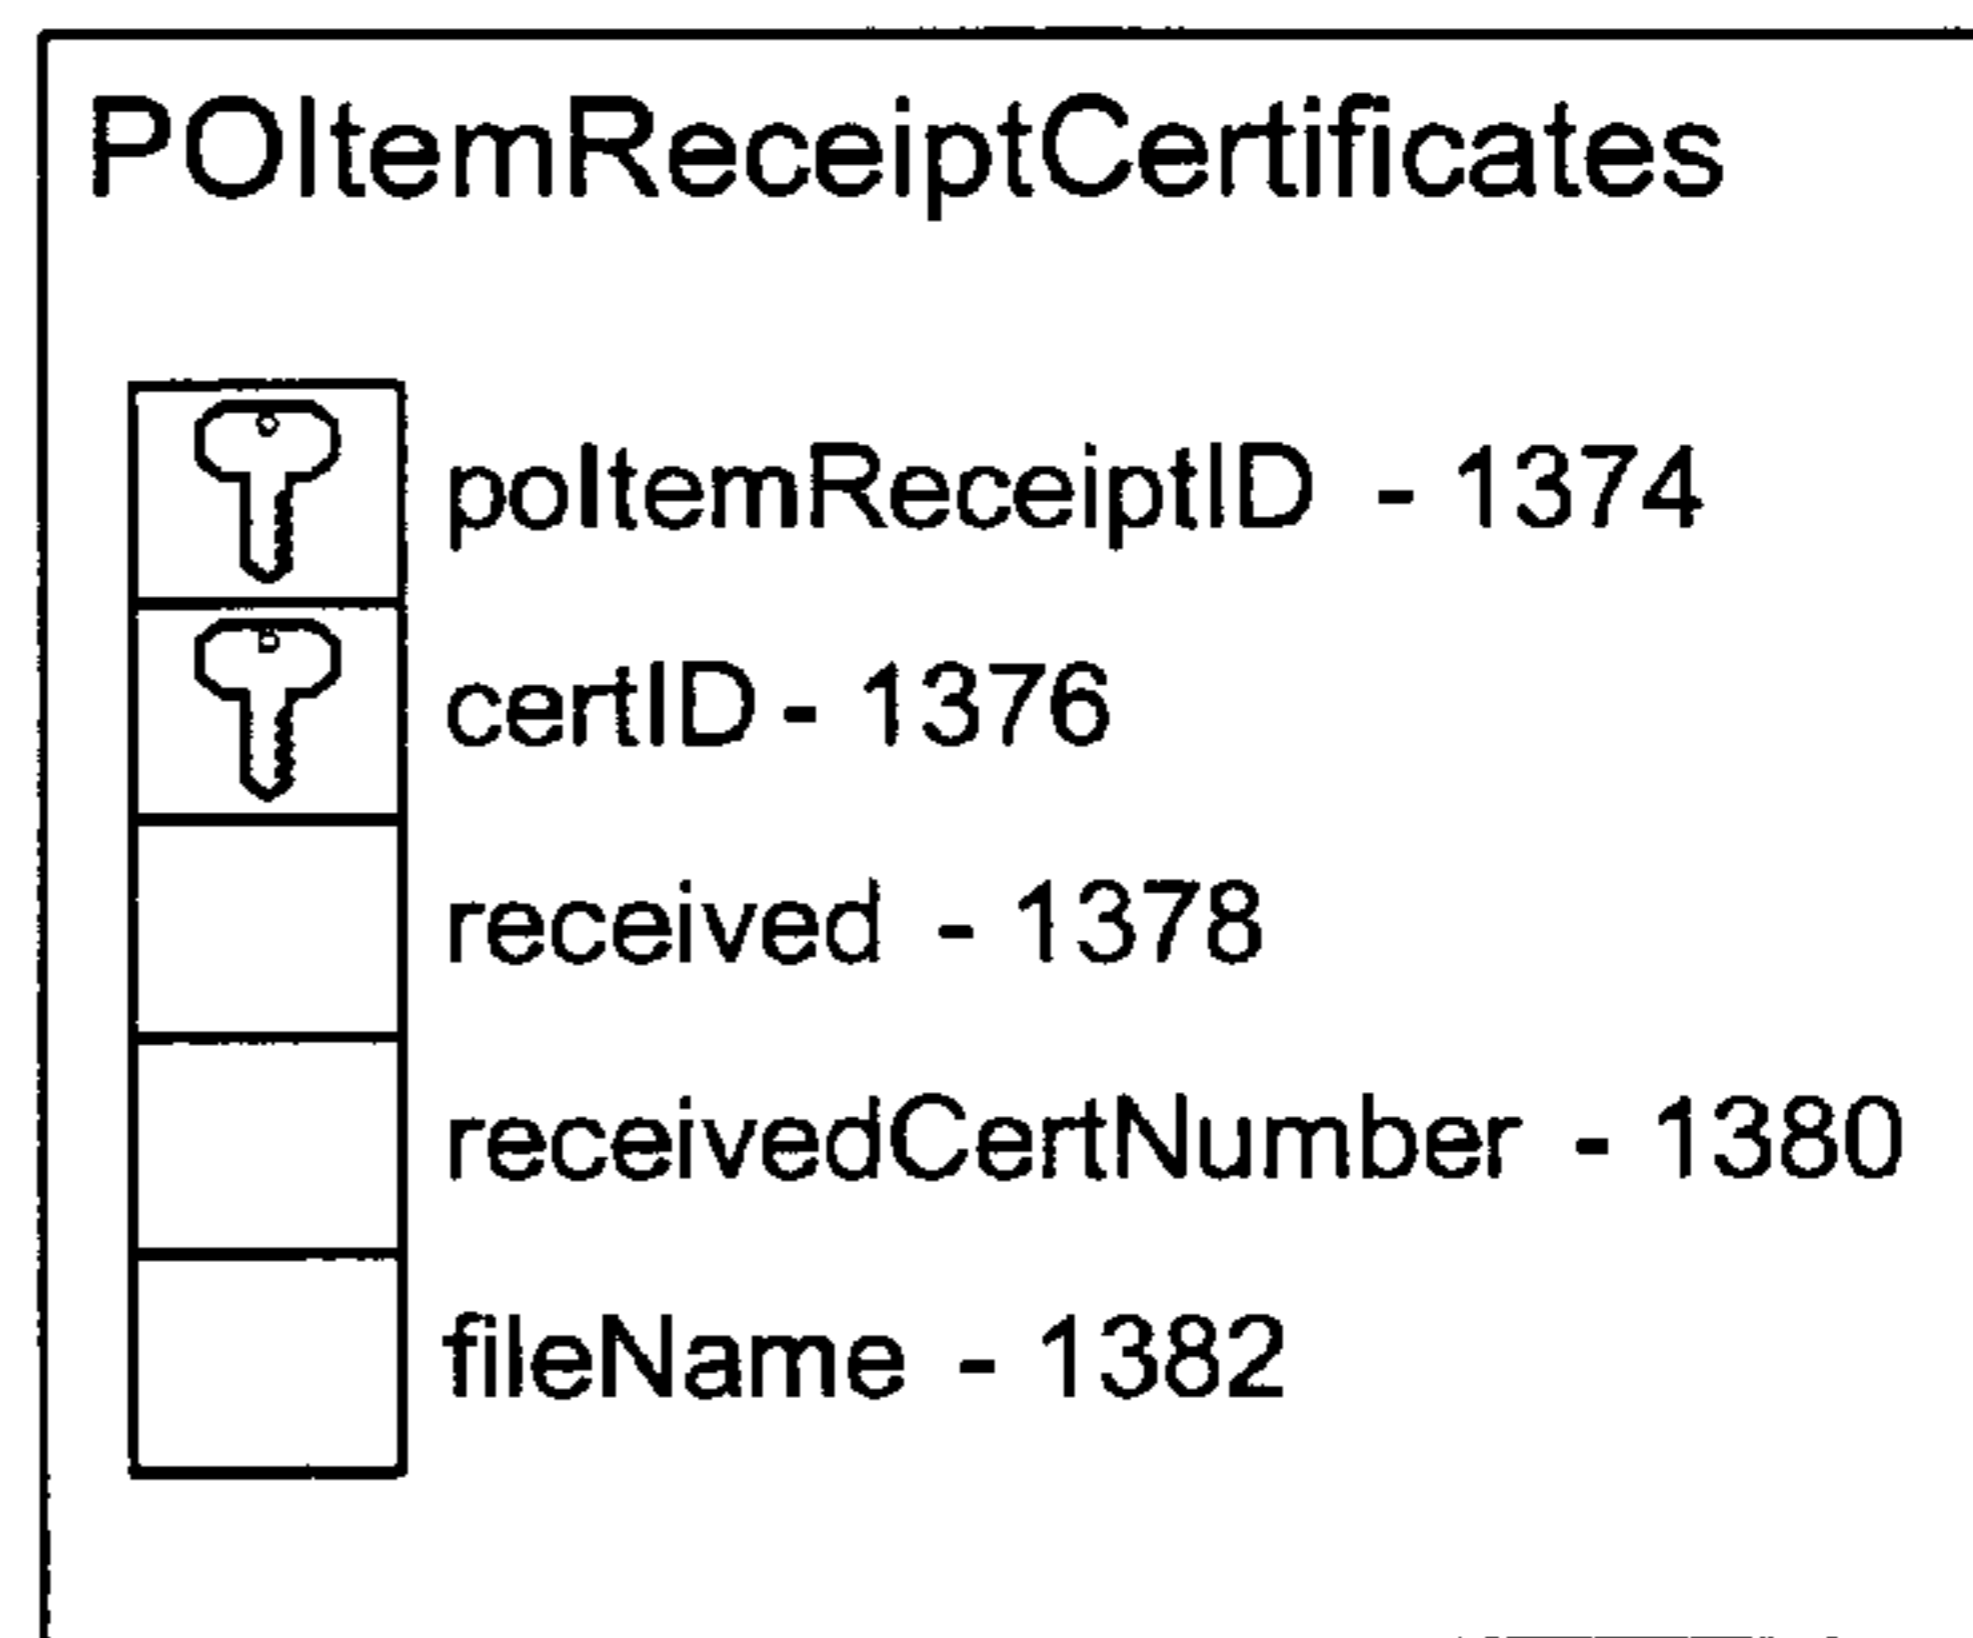 POItemReceiptCertificates
poItemReceiptID - 1374
certID - 1376
received - 1378
receivedCertNumber - 1380
fileName - 1382